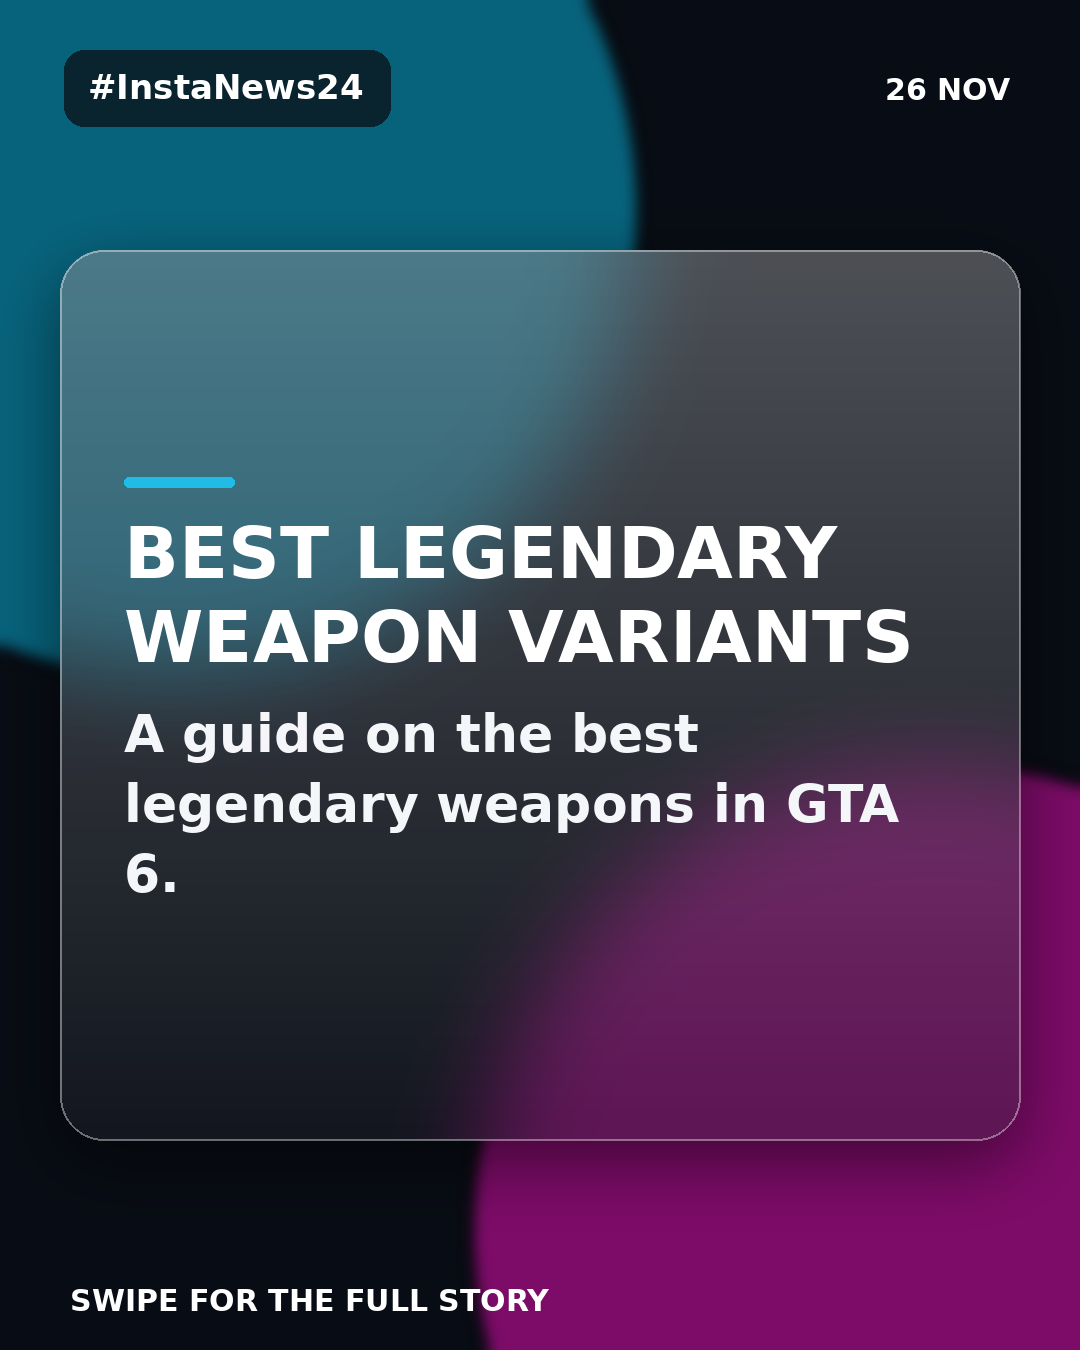 #InstaNews24
26 NOV
BEST LEGENDARY
WEAPON VARIANTS
A guide on the best
legendary weapons in GTA
6.
SWIPE FOR THE FULL STORY